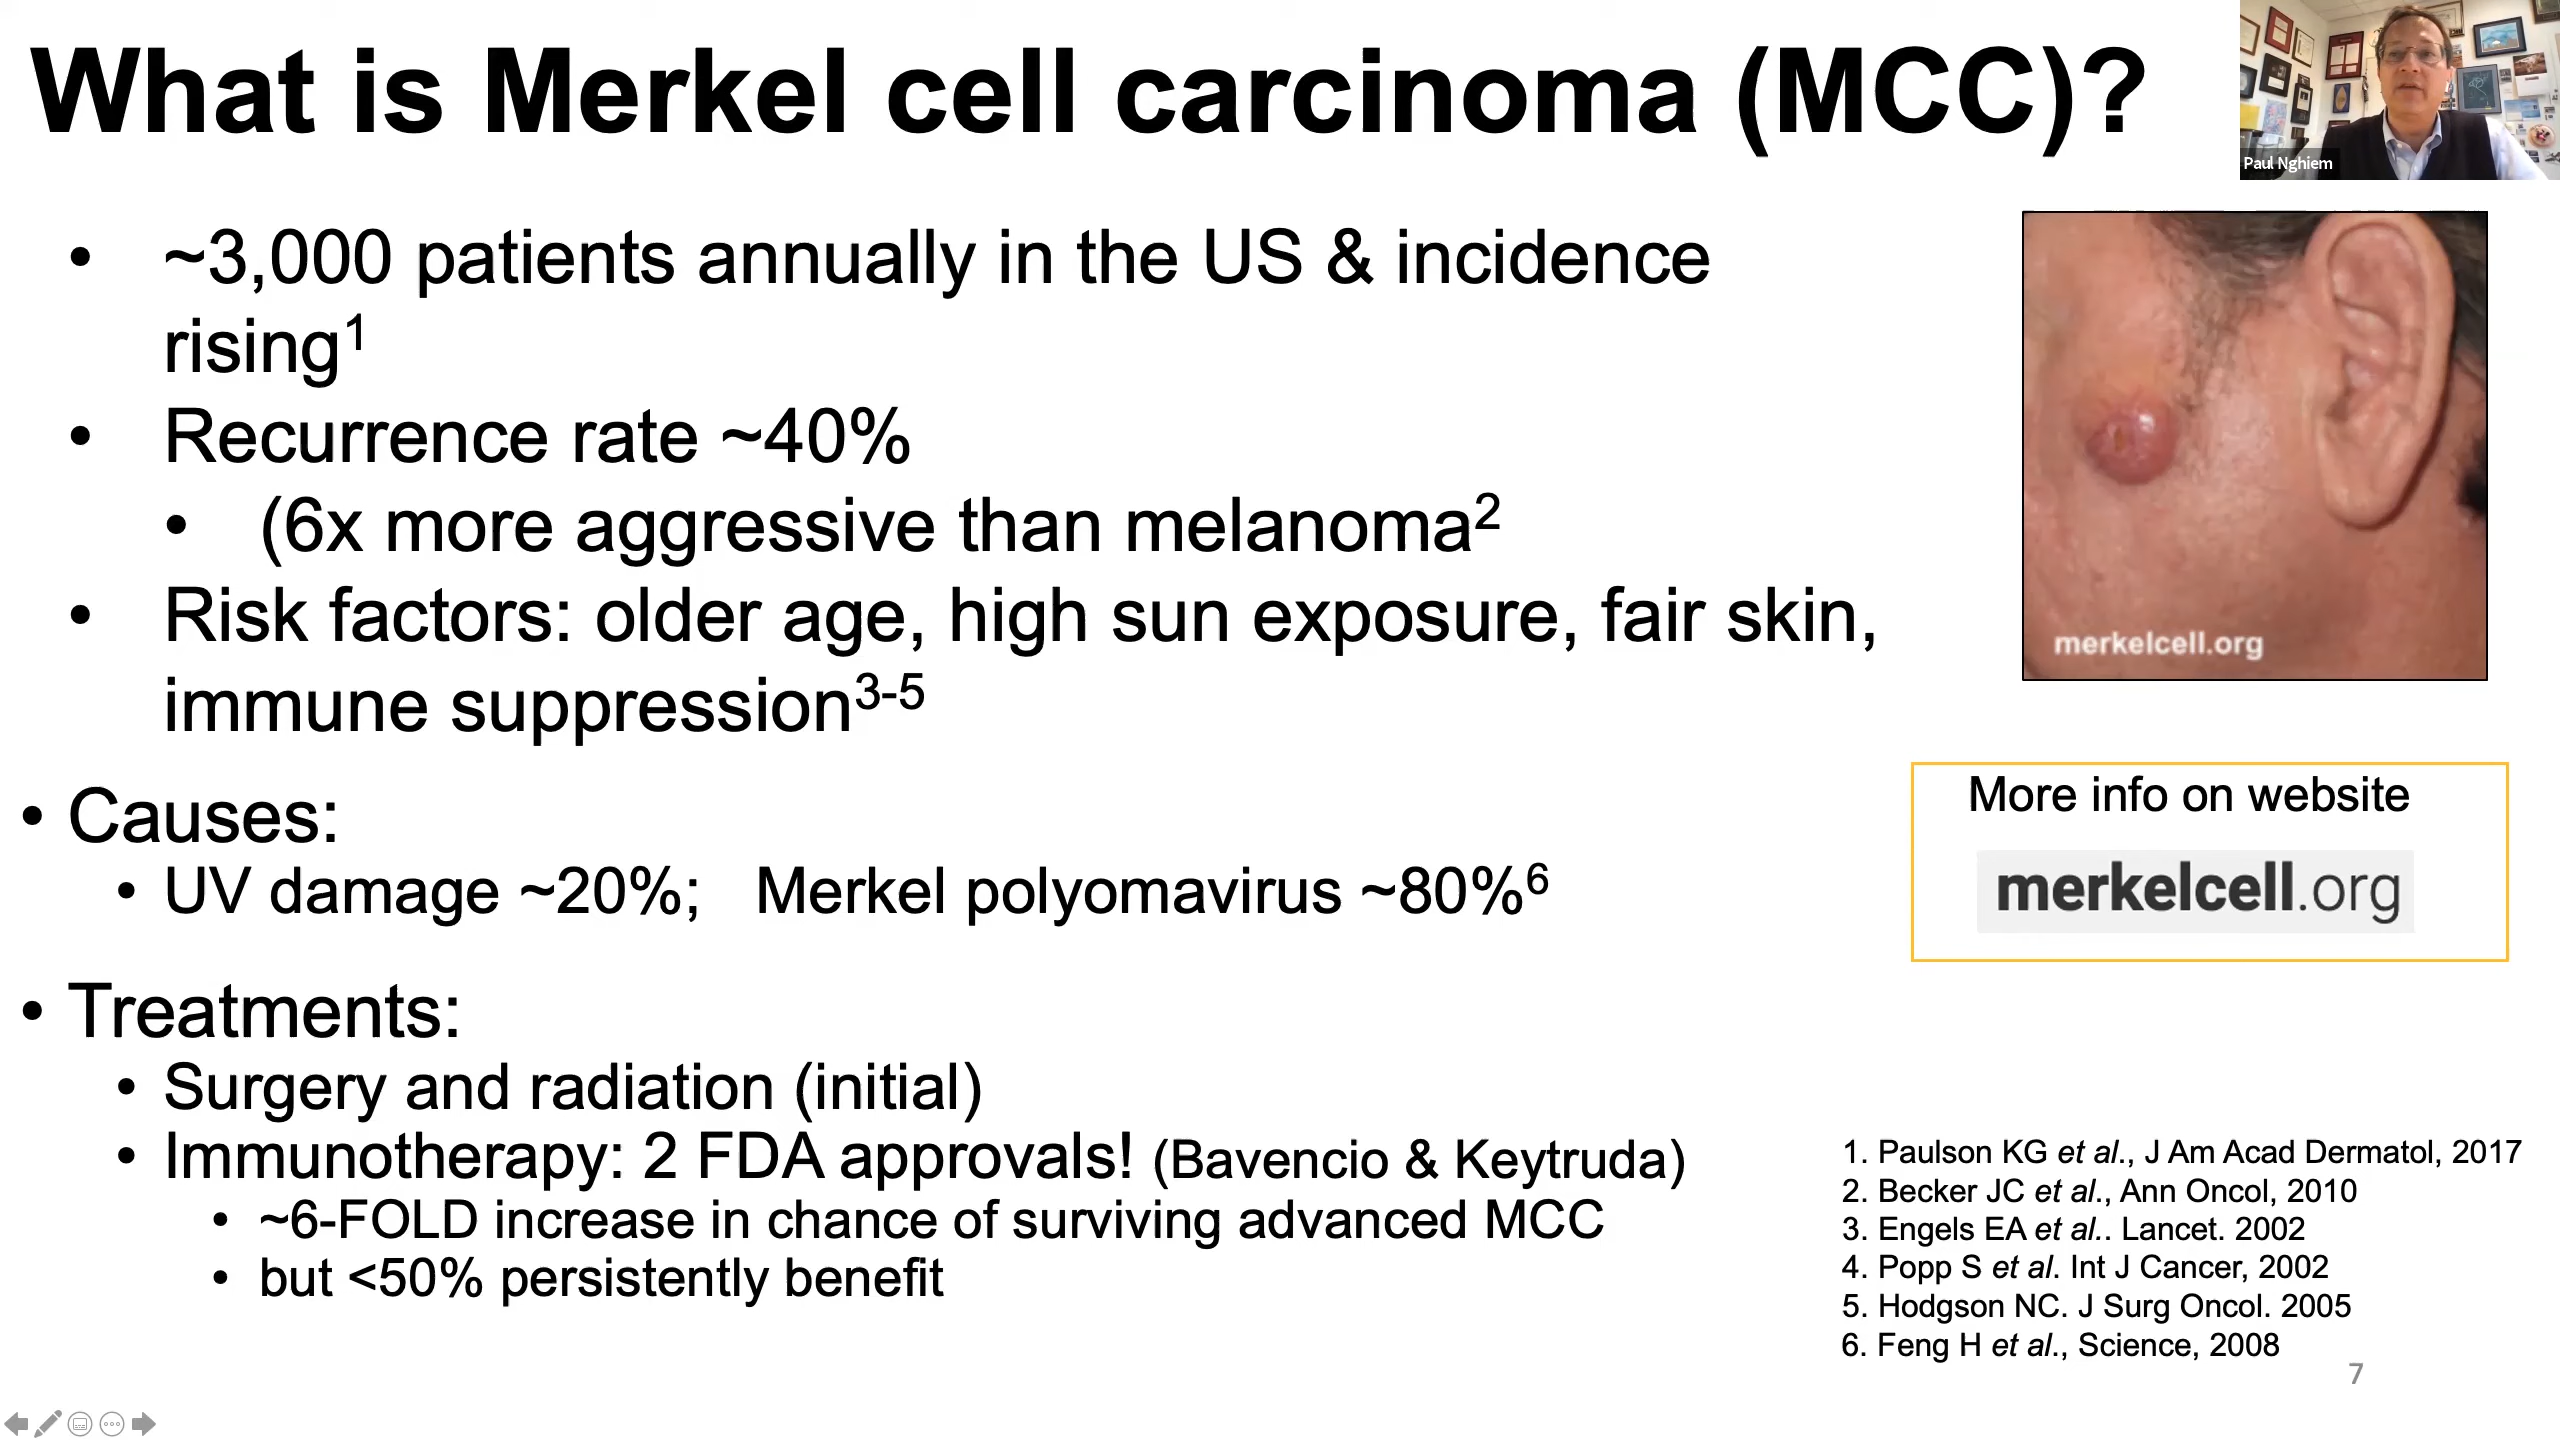 What is Merkel cell carcinoma (MCC)?
Paul Nghiem
• ~3,000 patients annually in the US & incidence
rising1
• Recurrence rate ~40%
• (6x more aggressive than melanoma2
• Risk factors: older age, high sun exposure, fair skin,
immune suppression3-5
merkelcell.org
• Causes:
• UV damage ~20%; Merkel polyomavirus ~80%6
More info on website
merkelcell.org
• Treatments:
• Surgery and radiation (initial)
• Immunotherapy: 2 FDA approvals! (Bavencio & Keytruda)
• ~6-FOLD increase in chance of surviving advanced MCC
• but <50% persistently benefit
1. Paulson KG et al., J Am Acad Dermatol, 2017
2. Becker JC et al., Ann Oncol, 2010
3. Engels EA et al.. Lancet. 2002
4. Popp S et al. Int J Cancer, 2002
5. Hodgson NC. J Surg Oncol. 2005
6. Feng H et al., Science, 2008
7